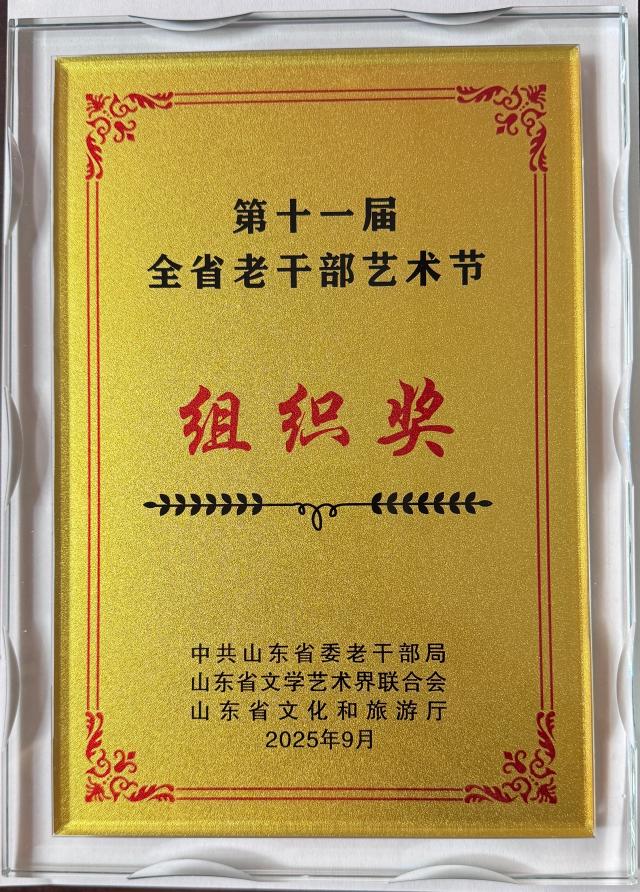 第十一届
全省老干部艺术节
组织奖
中共山东省委老干部局
山东省文学艺术界联合会
山东省文化和旅游厅
2025年9月